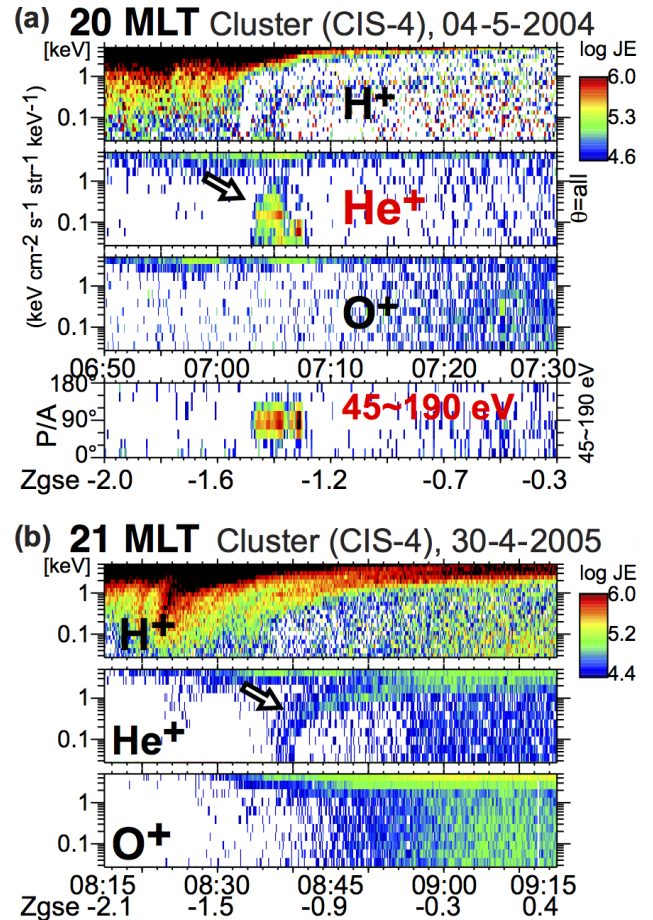 (a) 20 MLT Cluster (CIS-4), 04-5-2004
[keV]
log JE
1
0.1
H+
6.0
5.3
4.6
(keV cm-2 s-1 str-1 keV-1)
1
0.1
He+
θ=all
1
0.1
O+
06:50 07:00 07:10 07:20 07:30
P/A
180°
90°
0°
45~190 eV
45~190 eV
Zgse -2.0 -1.6 -1.2 -0.7 -0.3
(b) 21 MLT Cluster (CIS-4), 30-4-2005
[keV]
log JE
1
0.1
H+
6.0
5.2
4.4
1
0.1
He+
1
0.1
O+
08:15 08:30 08:45 09:00 09:15
Zgse -2.1 -1.5 -0.9 -0.3 0.4